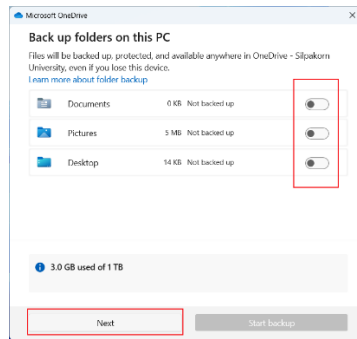 Microsoft OneDrive
Back up folders on this PC
Files will be backed up, protected, and available anywhere in OneDrive - Silpakorn
University, even if you lose this device.
Learn more about folder backup
Documents 0 KB Not backed up
Pictures 5 MB Not backed up
Desktop 14 KB Not backed up
3.0 GB used of 1 TB
Next Start backup